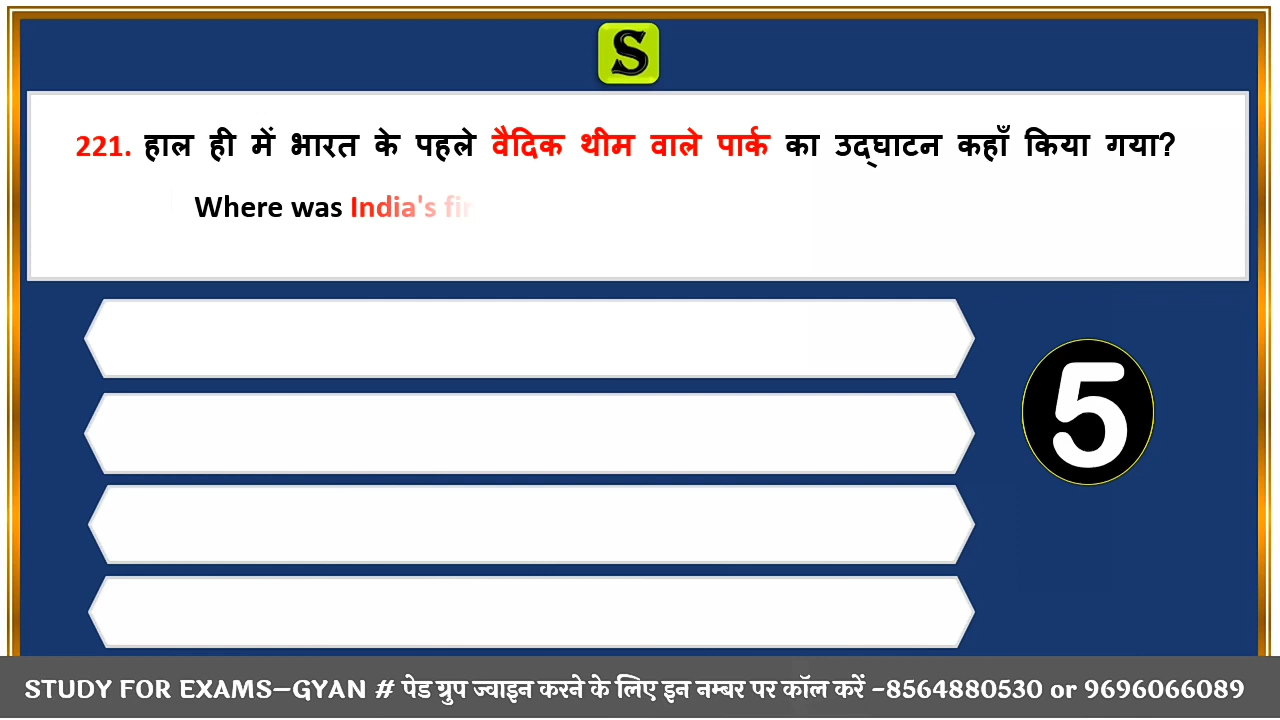 S
221. हाल ही में भारत के पहले वैदिक थीम वाले पार्क का उद्घाटन कहाँ किया गया?
Where was India's fir
5
STUDY FOR EXAMS–GYAN # पेड ग्रुप ज्वाइन करने के लिए इन नम्बर पर कॉल करें –8564880530 or 9696066089